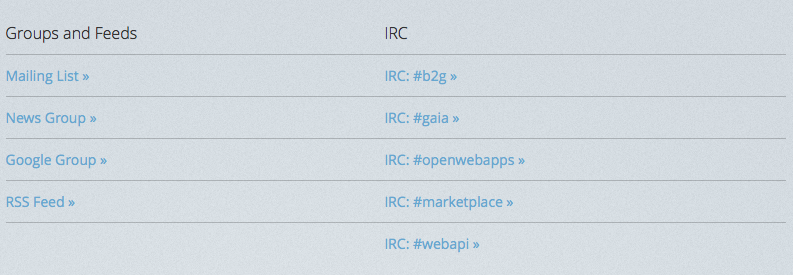 Groups and Feeds
Mailing List »
News Group »
Google Group »
RSS Feed »
IRC
IRC: #b2g »
IRC: #gaia »
IRC: #openwebapps »
IRC: #marketplace »
IRC: #webapi »